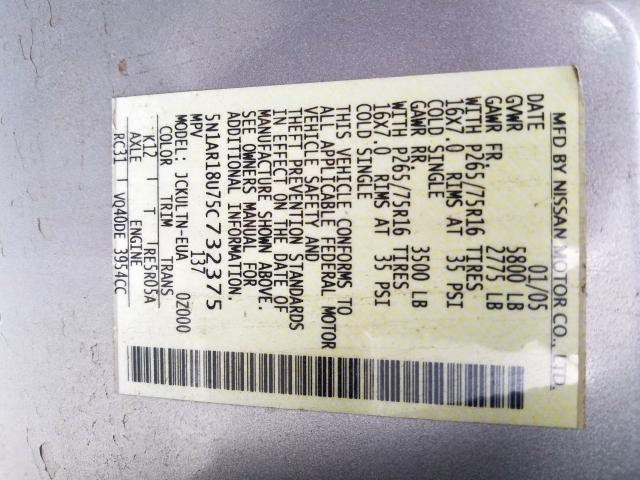 MFD BY NISSAN MOTOR CO., LTD.
DATE 01/05
GVWR 5800 LB
GAWR FR. 2775 LB
WITH P265/75R16 TIRES
16X7.0 RIMS AT 35 PSI
COLD SINGLE
GAWR RR 3500 LB
WITH P265/75R16 TIRES
16X7.0 RIMS AT 35 PSI
COLD SINGLE
THIS VEHICLE CONFORMS TO
ALL APPLICABLE FEDERAL MOTOR
VEHICLE SAFETY AND
THEFT PREVENTION STANDARDS
IN EFFECT ON THE DATE OF
MANUFACTURE SHOWN ABOVE.
SEE OWNERS MANUAL FOR
ADDITIONAL INFORMATION.
137
5N1AR18U75C732375
MPV
MODEL: JCKULTN-EUA 0Z000
COLOR TRIM TRANS
K12 T RE5R05A
AXLE ENGINE
RC31 VQ40DE 3954CC